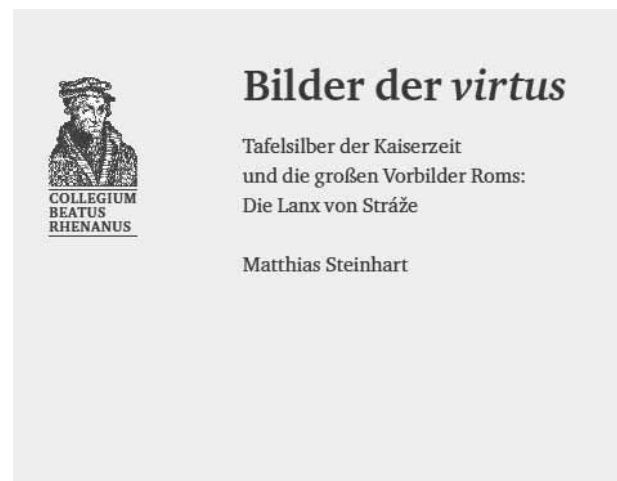 Bilder der virtus
Tafelsilber der Kaiserzeit
und die großen Vorbilder Roms:
Die Lanx von Stráže
Matthias Steinhart
COLLEGIUM
BEATUS
RHENANUS